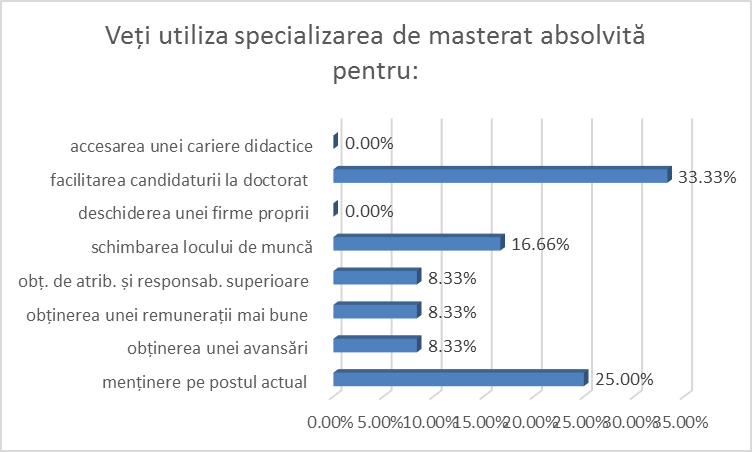 Veți utiliza specializarea de masterat absolvită
pentru:
accesarea unei cariere didactice 0.00%
facilitarea candidaturii la doctorat 33.33%
deschiderea unei firme proprii 0.00%
schimbarea locului de muncă 16.66%
obț. de atrib. și responsab. superioare 8.33%
obținerea unei remunerații mai bune 8.33%
obținerea unei avansări 8.33%
menținere pe postul actual 25.00%
0.00% 5.00% 10.00% 15.00% 20.00% 25.00% 30.00% 35.00%